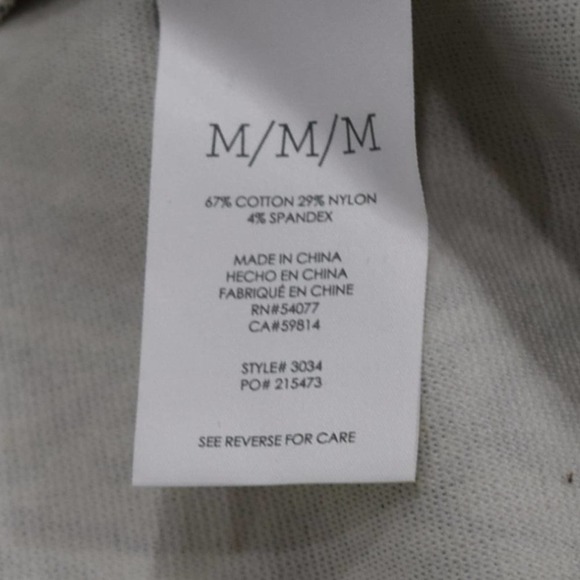 M/M/M
67% COTTON 29% NYLON
4% SPANDEX
MADE IN CHINA
HECHO EN CHINA
FABRIQUÉ EN CHINE
RN#54077
CA#59814
STYLE# 3034
PO# 215473
SEE REVERSE FOR CARE